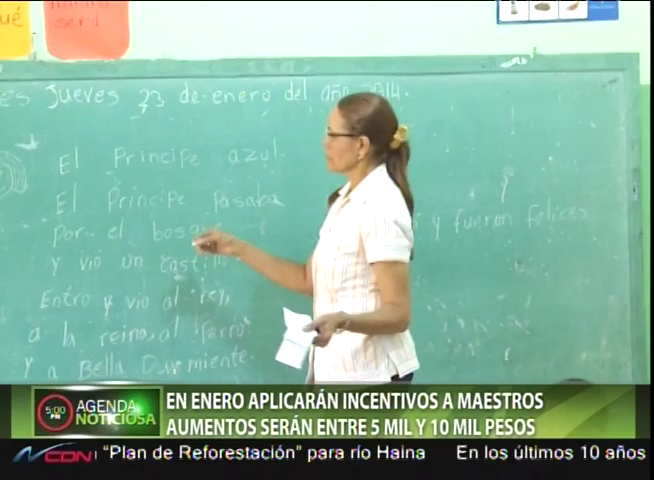 ué
será
es jueves 23 de enero del año 2014.
El Principe azul.
El Principe Pasaba
Por el
y fueron felices
y vio un castillo
Entro y vio al rey,
a la reina, al Perro
y a Bella Durmiente.
5:00
PM
AGENDA
NOTICIOSA
EN ENERO APLICARÁN INCENTIVOS A MAESTROS
AUMENTOS SERÁN ENTRE 5 MIL Y 10 MIL PESOS
NCDN "Plan de Reforestación" para río Haina En los últimos 10 años